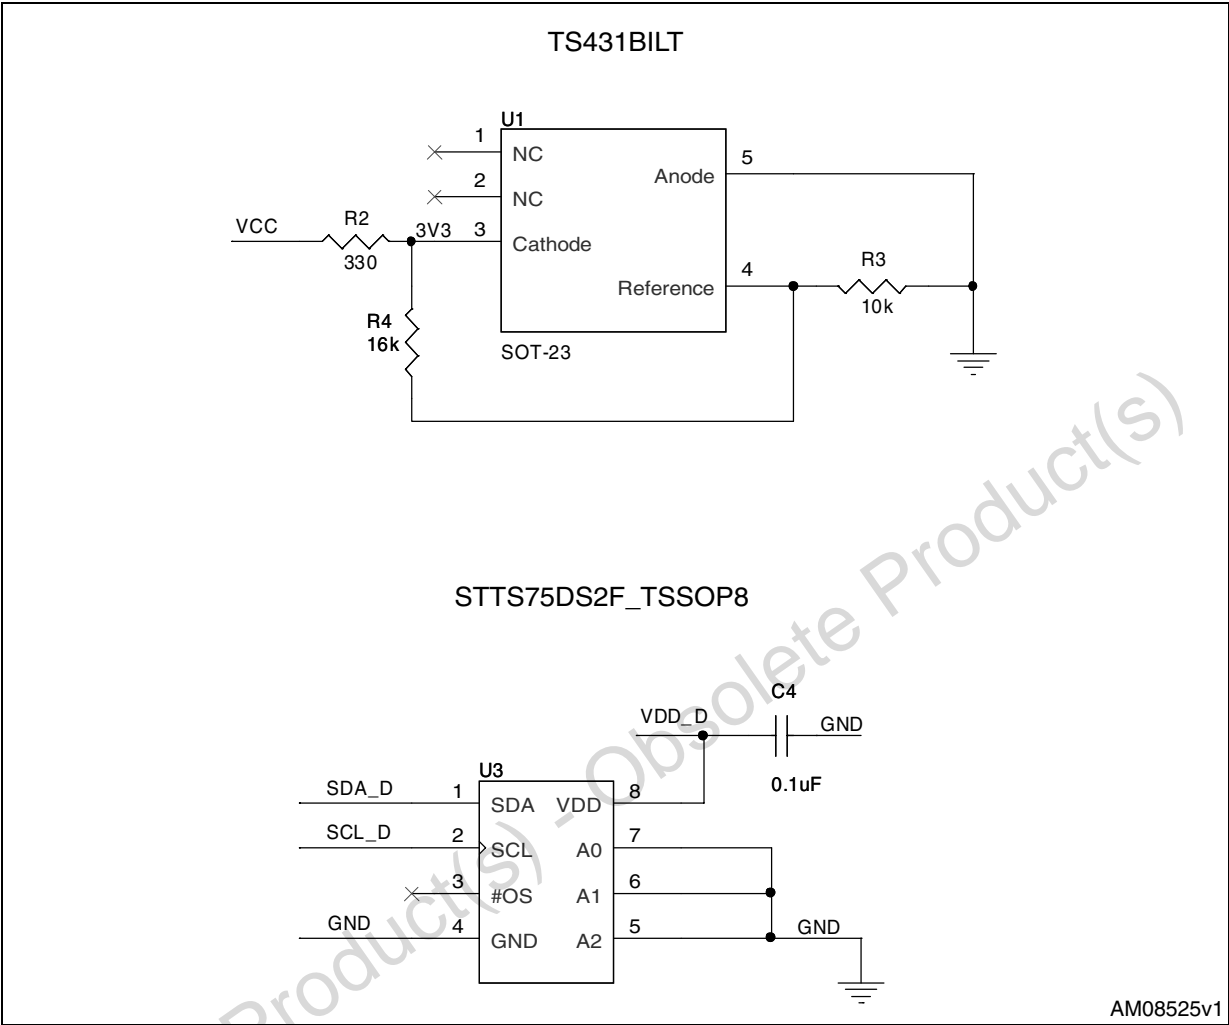 TS431BILT
U1
1
NC
2
NC
3
Cathode
5
Anode
4
Reference
VCC
R2
330
3V3
R4
16k
R3
10k
SOT-23
STTS75DS2F_TSSOP8
VDD_D
C4
GND
0.1uF
U3
SDA_D
1
SDA
VDD
8
SCL_D
2
SCL
A0
7
3
#OS
A1
6
GND
4
GND
A2
5
GND
Product(s) - Obsolete Product(s)
AM08525v1